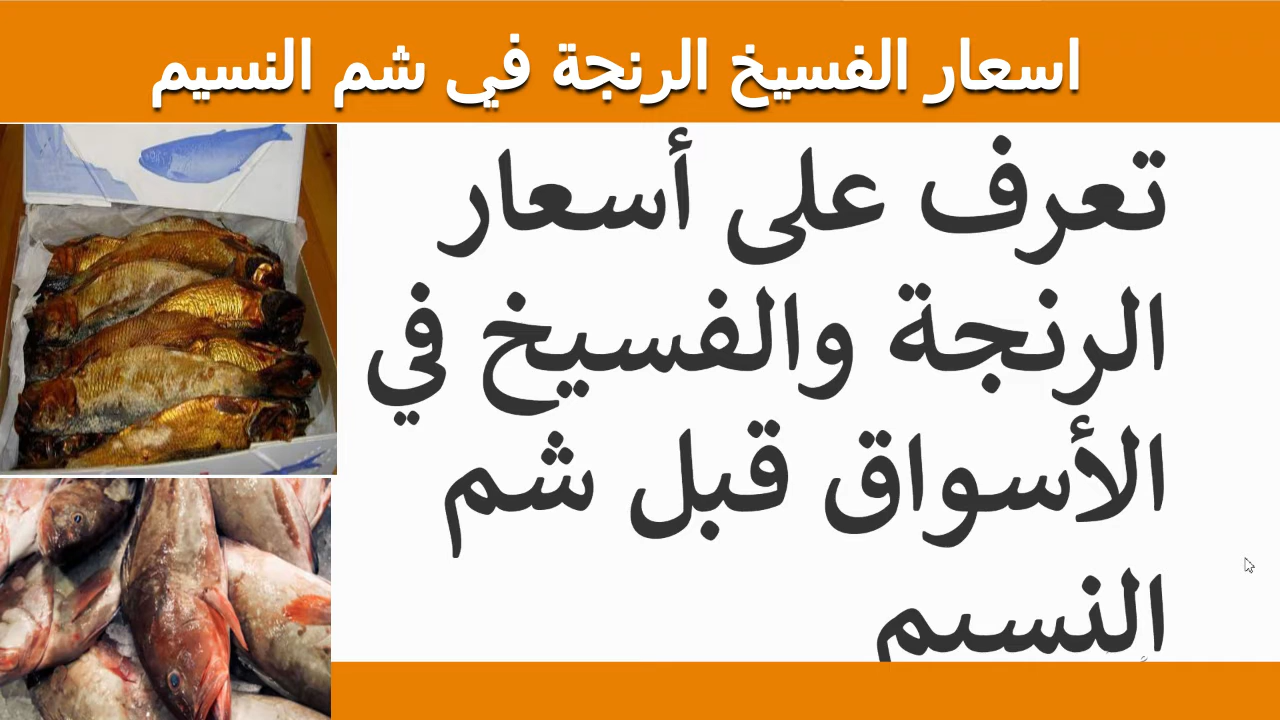 اسعار الفسيخ الرنجة في شم النسيم
تعرف على أسعار
الرنجة والفسيخ في
الأسواق قبل شم
النسيم